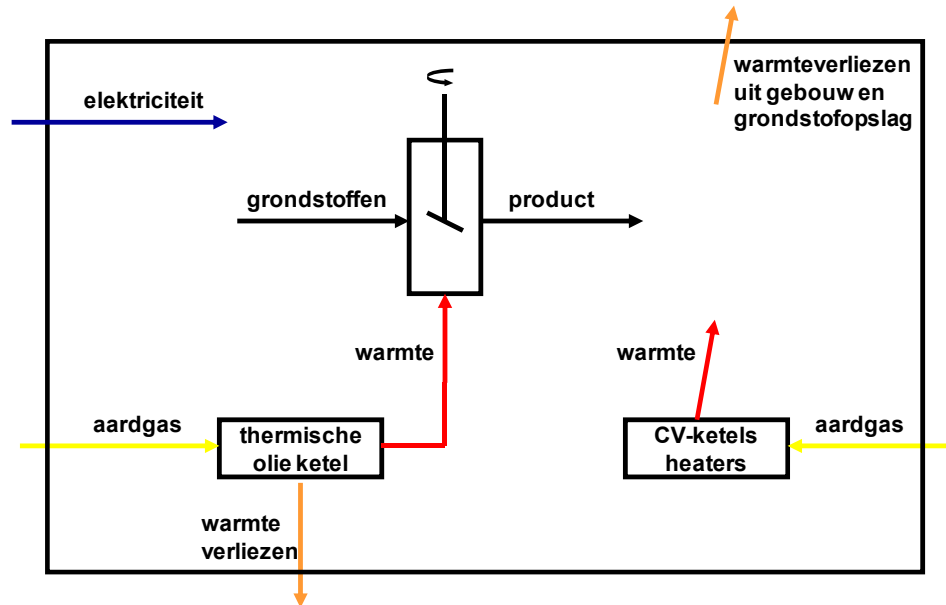 warmteverliezen
uit gebouw en
grondstofopslag
elektriciteit
grondstoffen
product
warmte
warmte
aardgas
thermische
olie ketel
CV-ketels
heaters
aardgas
warmte
verliezen